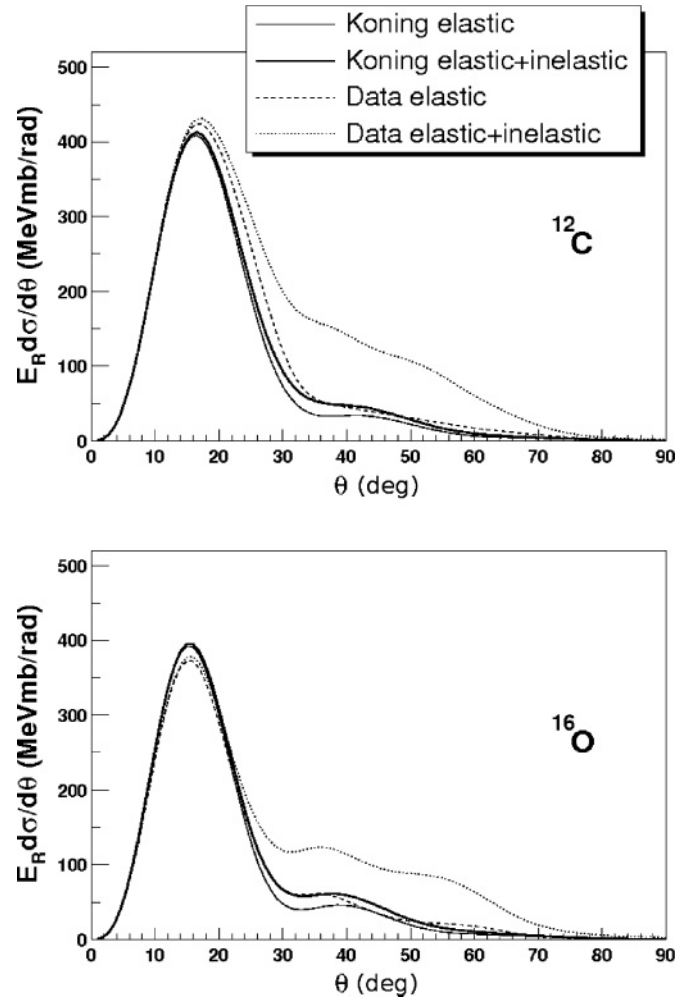 Koning elastic
Koning elastic+inelastic
Data elastic
Data elastic+inelastic
E_R dσ/dθ (MeVmb/rad)
500
400
300
200
100
0
¹²C
0 10 20 30 40 50 60 70 80 90
θ (deg)
E_R dσ/dθ (MeVmb/rad)
500
400
300
200
100
0
¹⁶O
0 10 20 30 40 50 60 70 80 90
θ (deg)